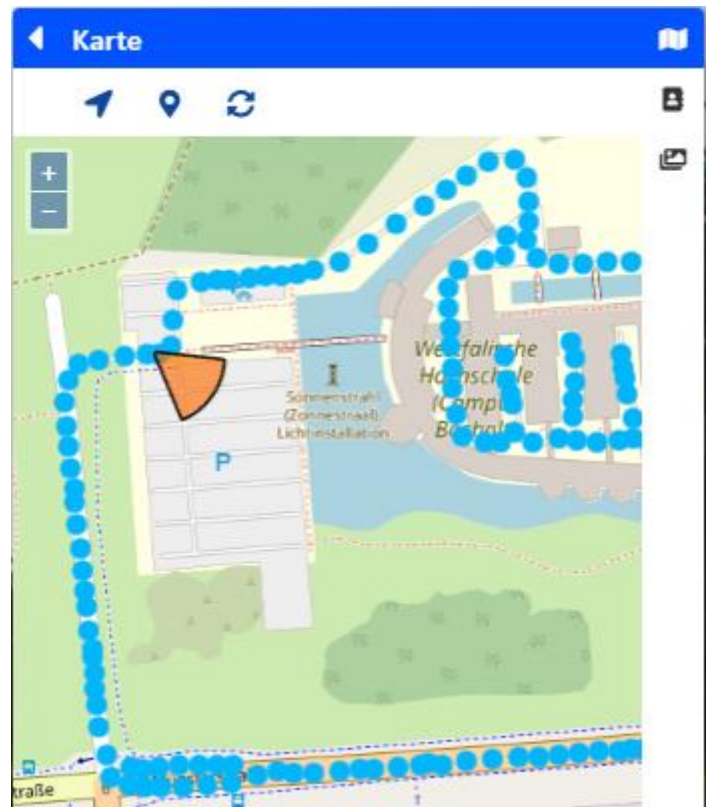 Karte
+
−
Westfälische
Hochschule
(Campus
Bocholt)
Sonnenstrahl
(Zonnestraal),
Lichtinstallation
P
traße